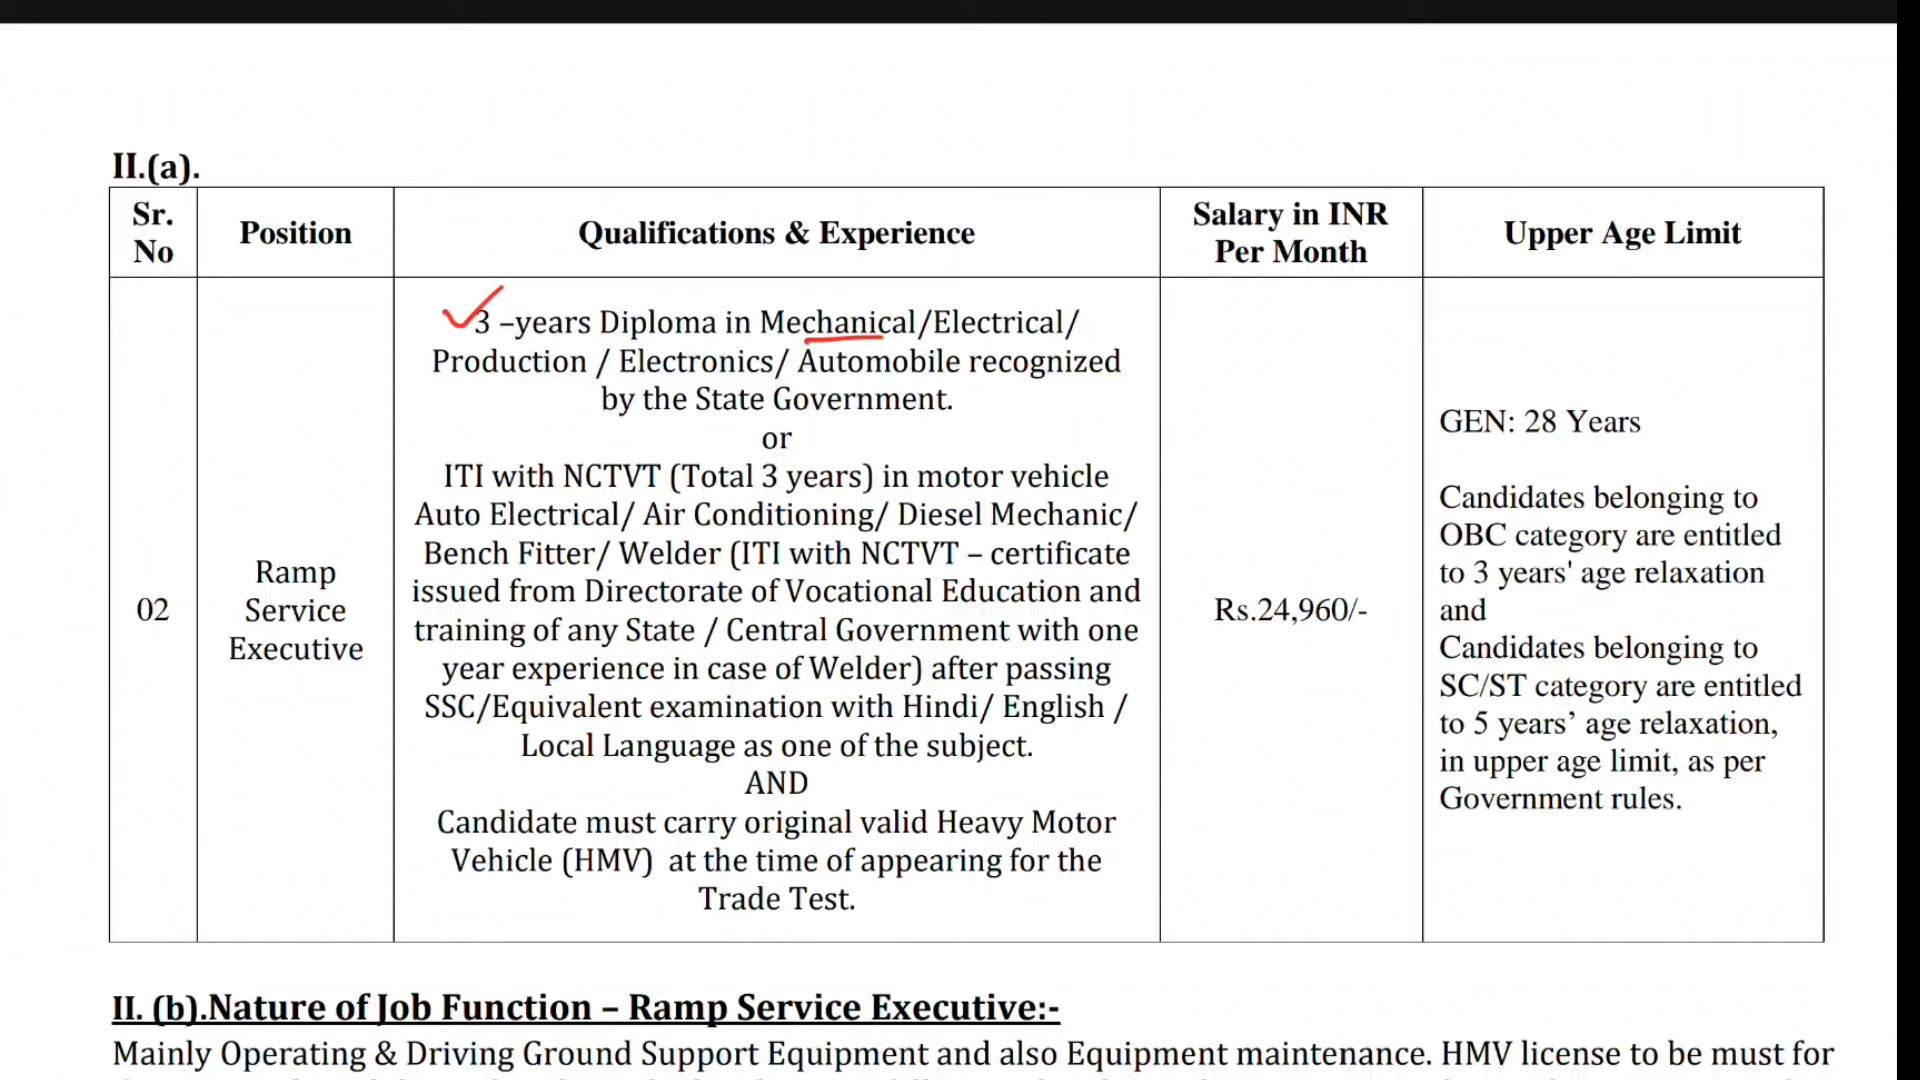 II.(a).
Sr.
No
Position
Qualifications & Experience
Salary in INR
Per Month
Upper Age Limit
02
Ramp
Service
Executive
3 –years Diploma in Mechanical/Electrical/
Production / Electronics/ Automobile recognized
by the State Government.
or
ITI with NCTVT (Total 3 years) in motor vehicle
Auto Electrical/ Air Conditioning/ Diesel Mechanic/
Bench Fitter/ Welder (ITI with NCTVT – certificate
issued from Directorate of Vocational Education and
training of any State / Central Government with one
year experience in case of Welder) after passing
SSC/Equivalent examination with Hindi/ English /
Local Language as one of the subject.
AND
Candidate must carry original valid Heavy Motor
Vehicle (HMV) at the time of appearing for the
Trade Test.
Rs.24,960/-
GEN: 28 Years
Candidates belonging to
OBC category are entitled
to 3 years' age relaxation
and
Candidates belonging to
SC/ST category are entitled
to 5 years’ age relaxation,
in upper age limit, as per
Government rules.
II. (b).Nature of Job Function – Ramp Service Executive:-
Mainly Operating & Driving Ground Support Equipment and also Equipment maintenance. HMV license to be must for